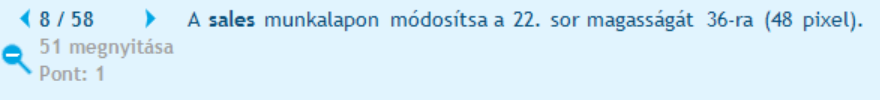 8 / 58 A sales munkalapon módosítsa a 22. sor magasságát 36-ra (48 pixel).
51 megnyitása
Pont: 1